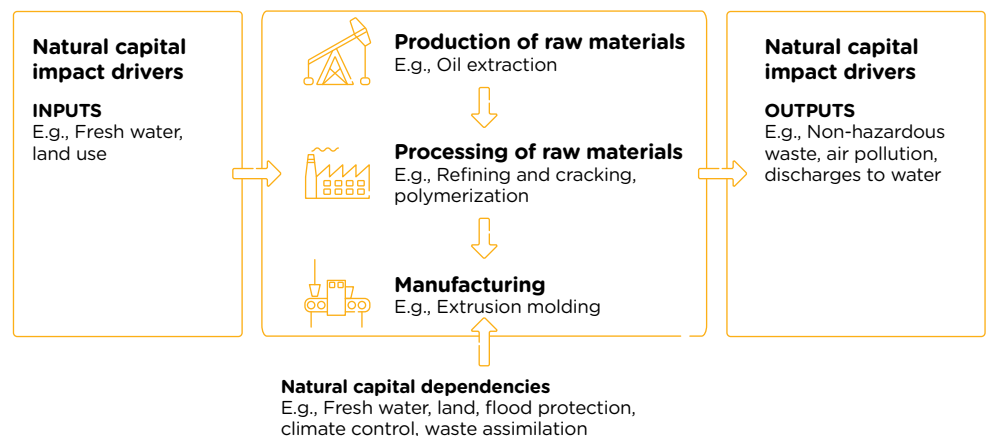 Natural capital
impact drivers
INPUTS
E.g., Fresh water,
land use
Production of raw materials
E.g., Oil extraction
Processing of raw materials
E.g., Refining and cracking,
polymerization
Manufacturing
E.g., Extrusion molding
Natural capital
impact drivers
OUTPUTS
E.g., Non-hazardous
waste, air pollution,
discharges to water
Natural capital dependencies
E.g., Fresh water, land, flood protection,
climate control, waste assimilation